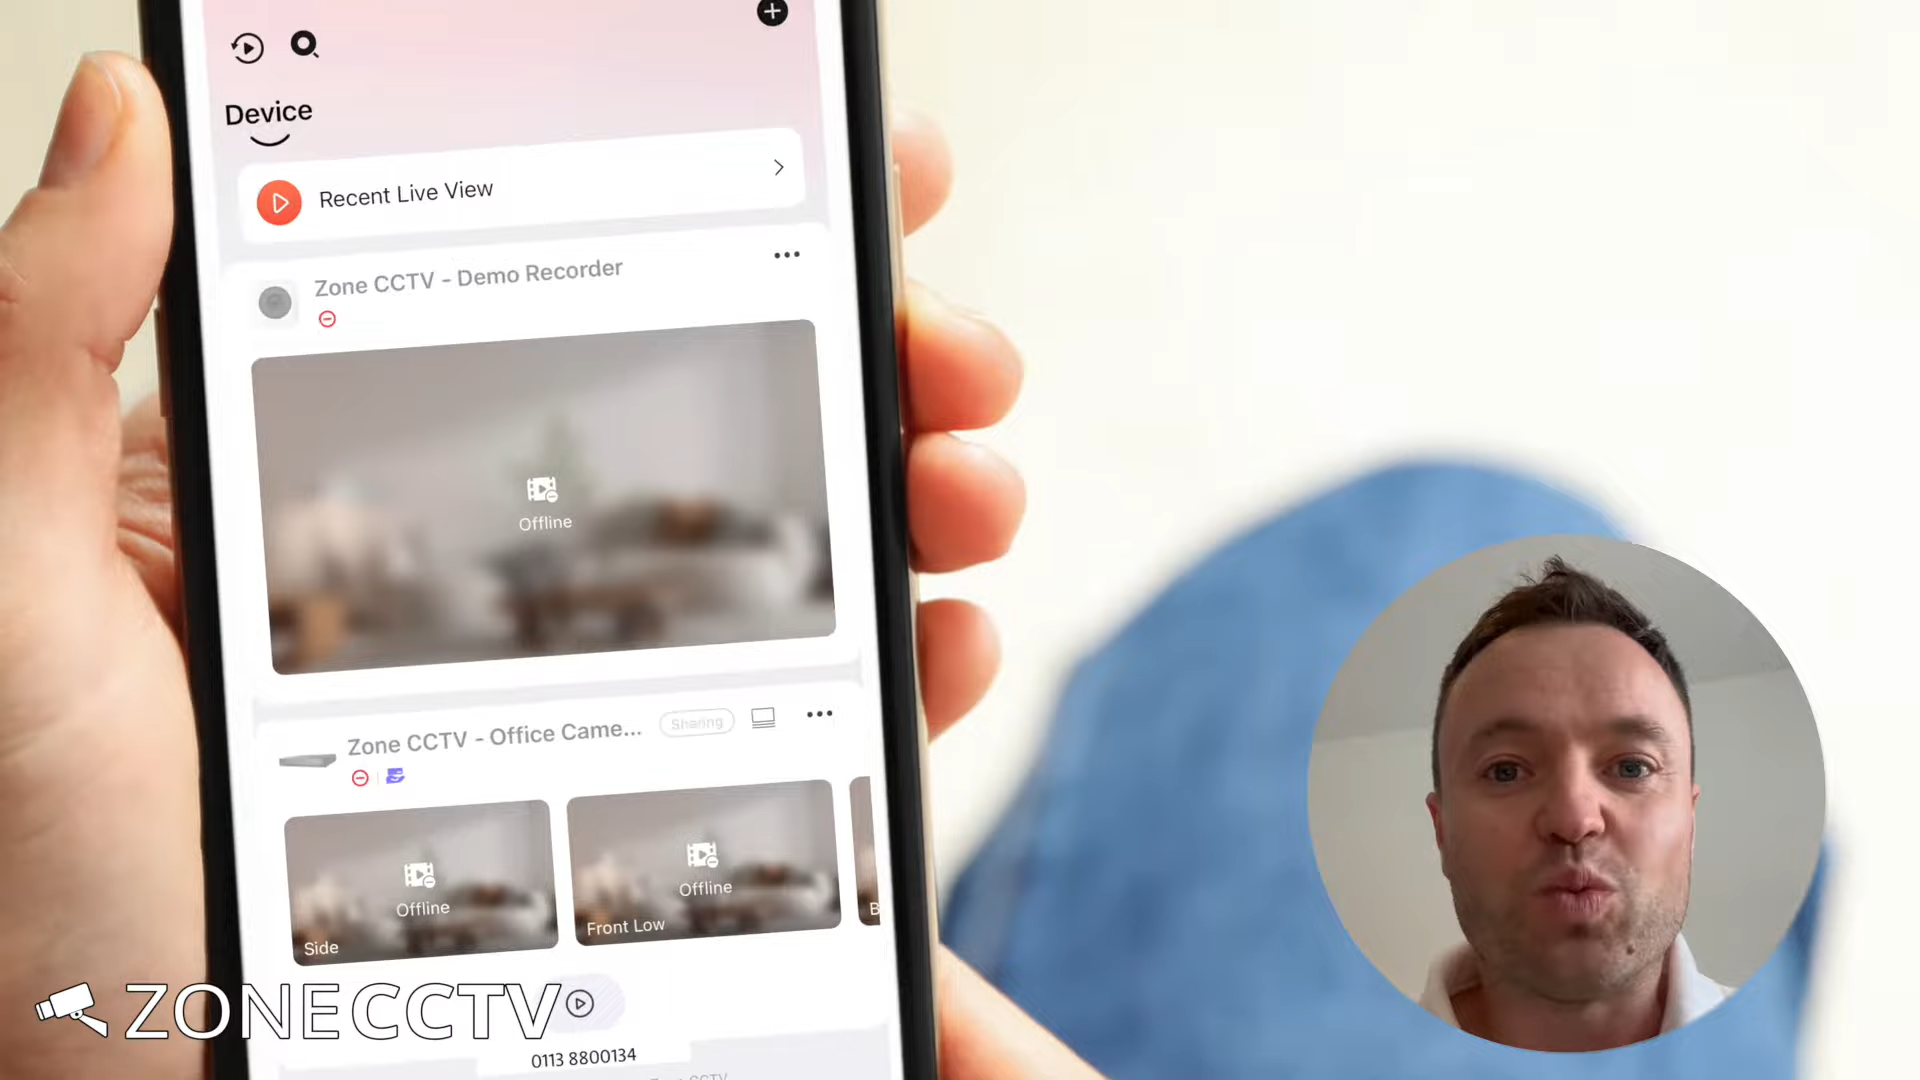 Device
Recent Live View
Zone CCTV - Demo Recorder
Offline
Zone CCTV - Office Came...
Sharing
Offline
Side
Offline
Front Low
B
ZONECCTV
0113 8800134
CCTV